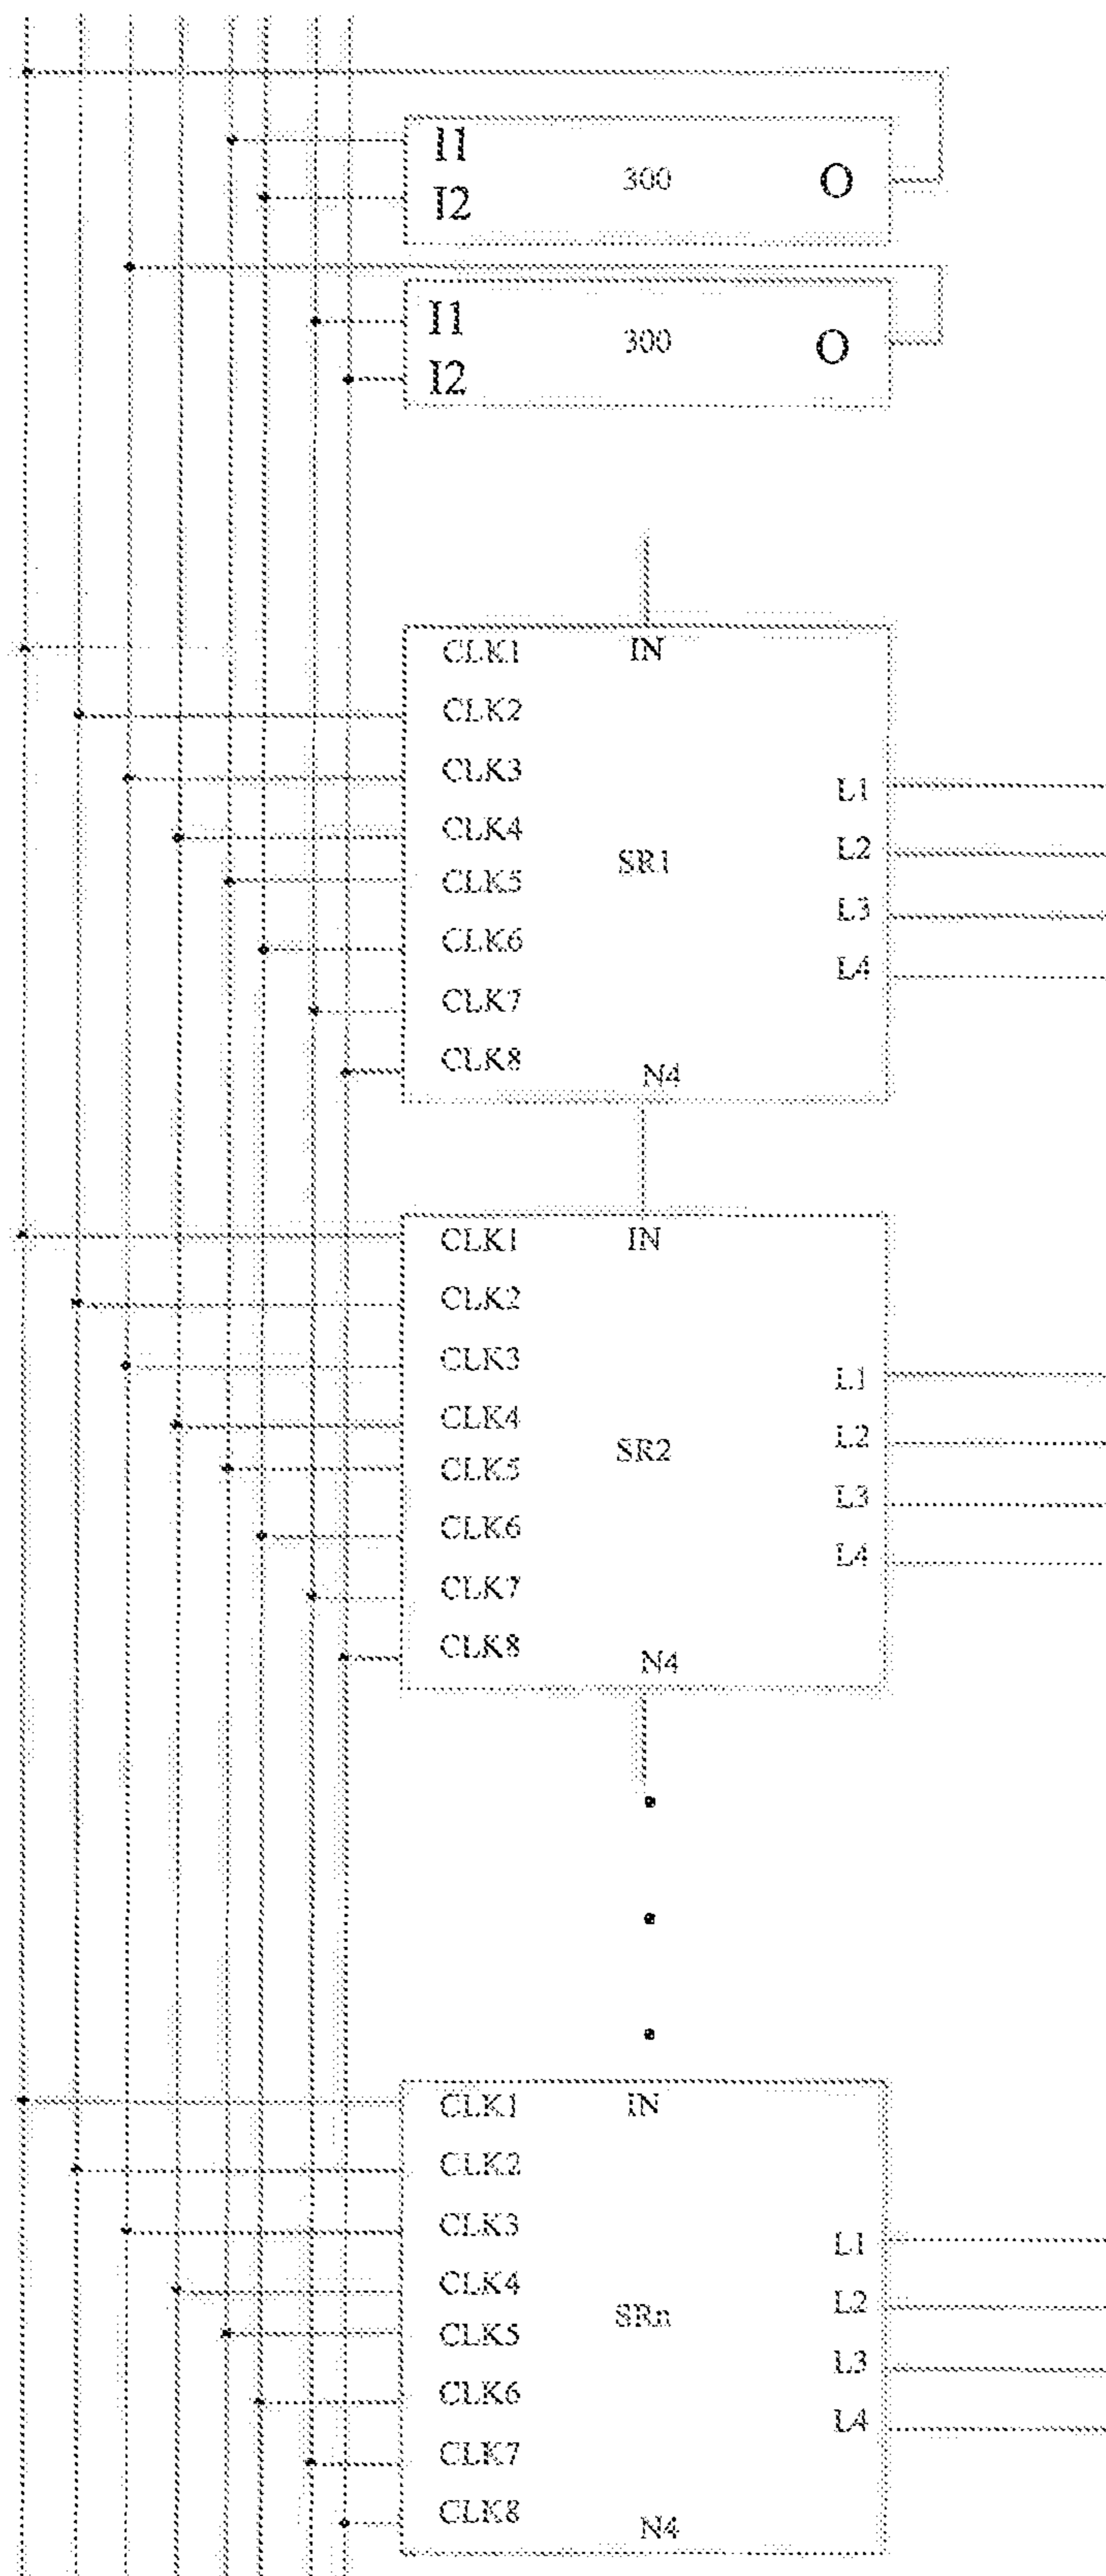 I1
300
O
I2
I1
300
O
I2
CLK1
IN
CLK2
CLK3
L1
CLK4
L2
SR1
CLK5
L3
CLK6
L4
CLK7
CLK8
N4
CLK1
IN
CLK2
CLK3
L1
CLK4
L2
SR2
CLK5
L3
CLK6
L4
CLK7
CLK8
N4
CLK1
IN
CLK2
CLK3
L1
CLK4
L2
SRn
CLK5
L3
CLK6
L4
CLK7
CLK8
N4